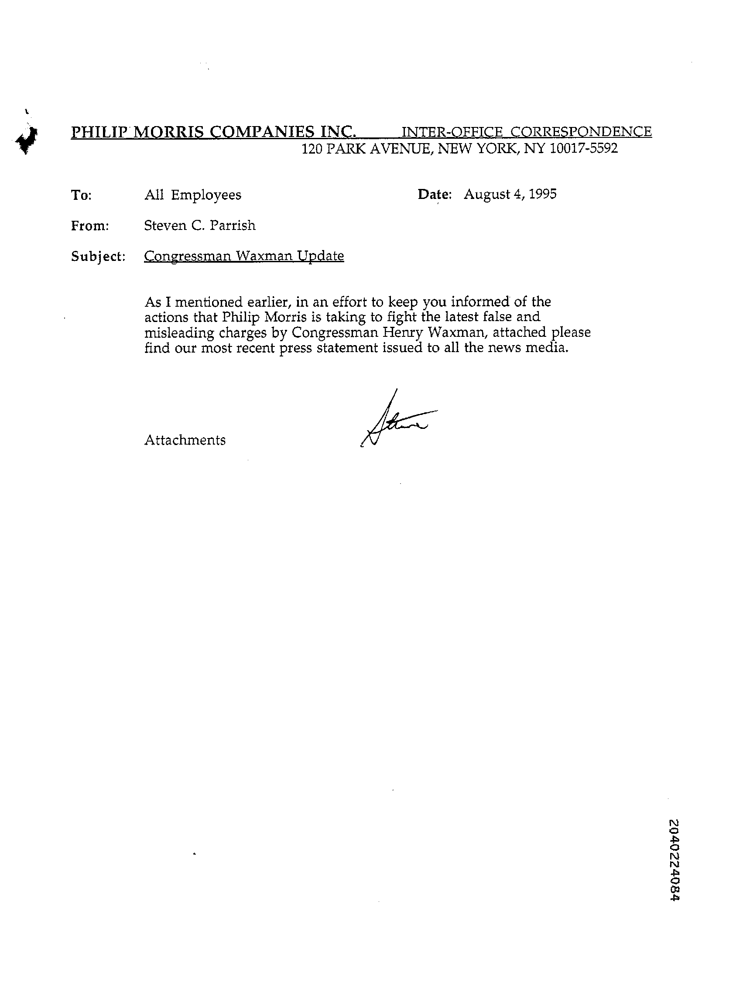 PHILIP MORRIS COMPANIES INC. INTER-OFFICE CORRESPONDENCE
120 PARK AVENUE, NEW YORK, NY 10017-5592
To: All Employees Date: August 4, 1995
From: Steven C. Parrish
Subject: Congressman Waxman Update
As I mentioned earlier, in an effort to keep you informed of the
actions that Philip Morris is taking to fight the latest false and
misleading charges by Congressman Henry Waxman, attached please
find our most recent press statement issued to all the news media.
Steve
Attachments
2040224084